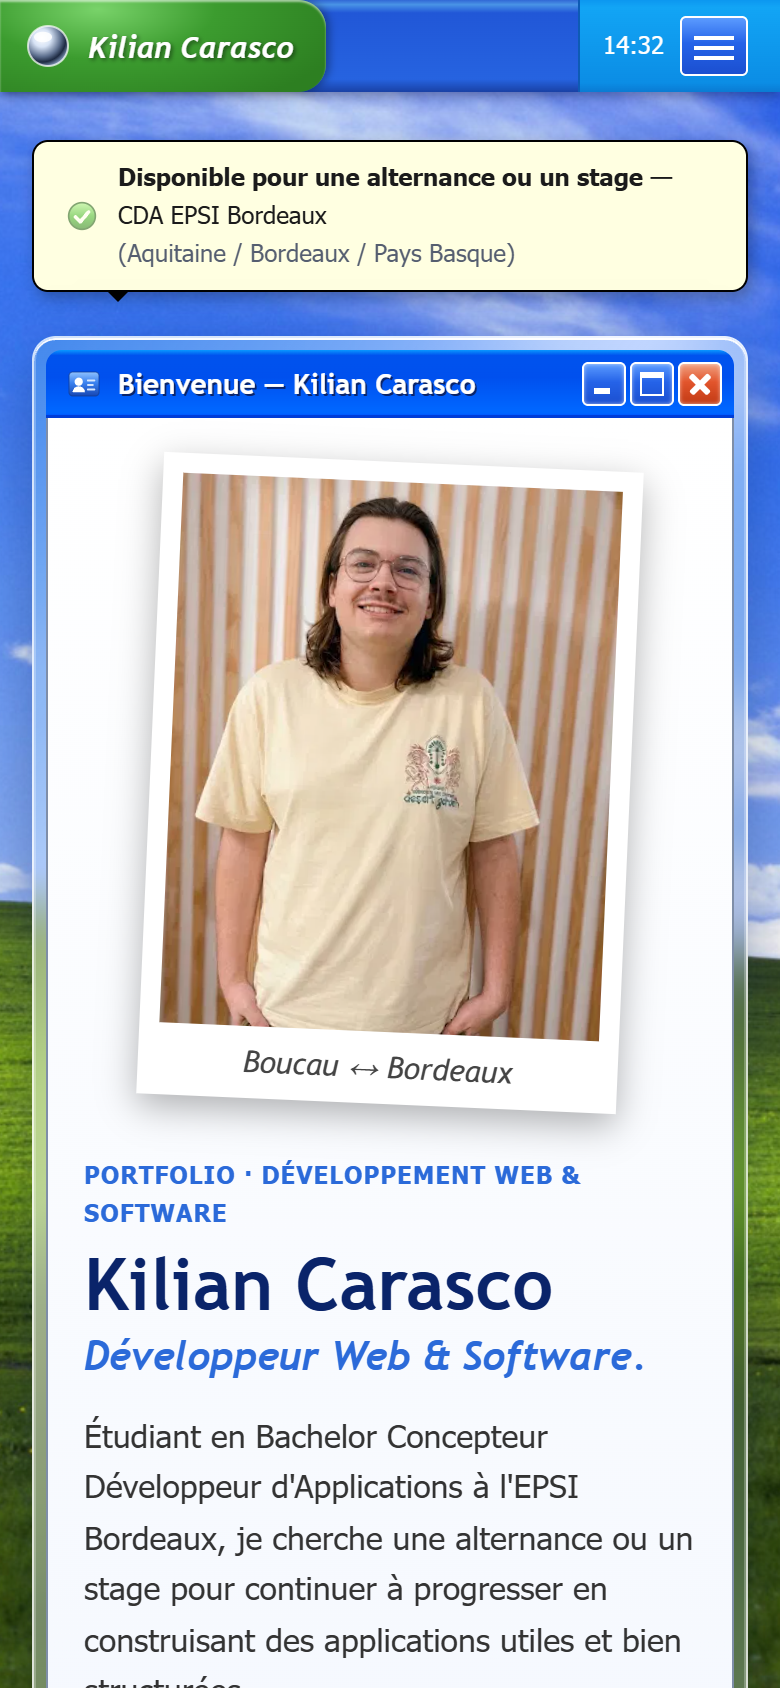 Kilian Carasco
14:32
Disponible pour une alternance ou un stage —
CDA EPSI Bordeaux
(Aquitaine / Bordeaux / Pays Basque)
Bienvenue — Kilian Carasco
Boucau ↔ Bordeaux
PORTFOLIO · DÉVELOPPEMENT WEB &
SOFTWARE
Kilian Carasco
Développeur Web & Software.
Étudiant en Bachelor Concepteur
Développeur d'Applications à l'EPSI
Bordeaux, je cherche une alternance ou un
stage pour continuer à progresser en
construisant des applications utiles et bien